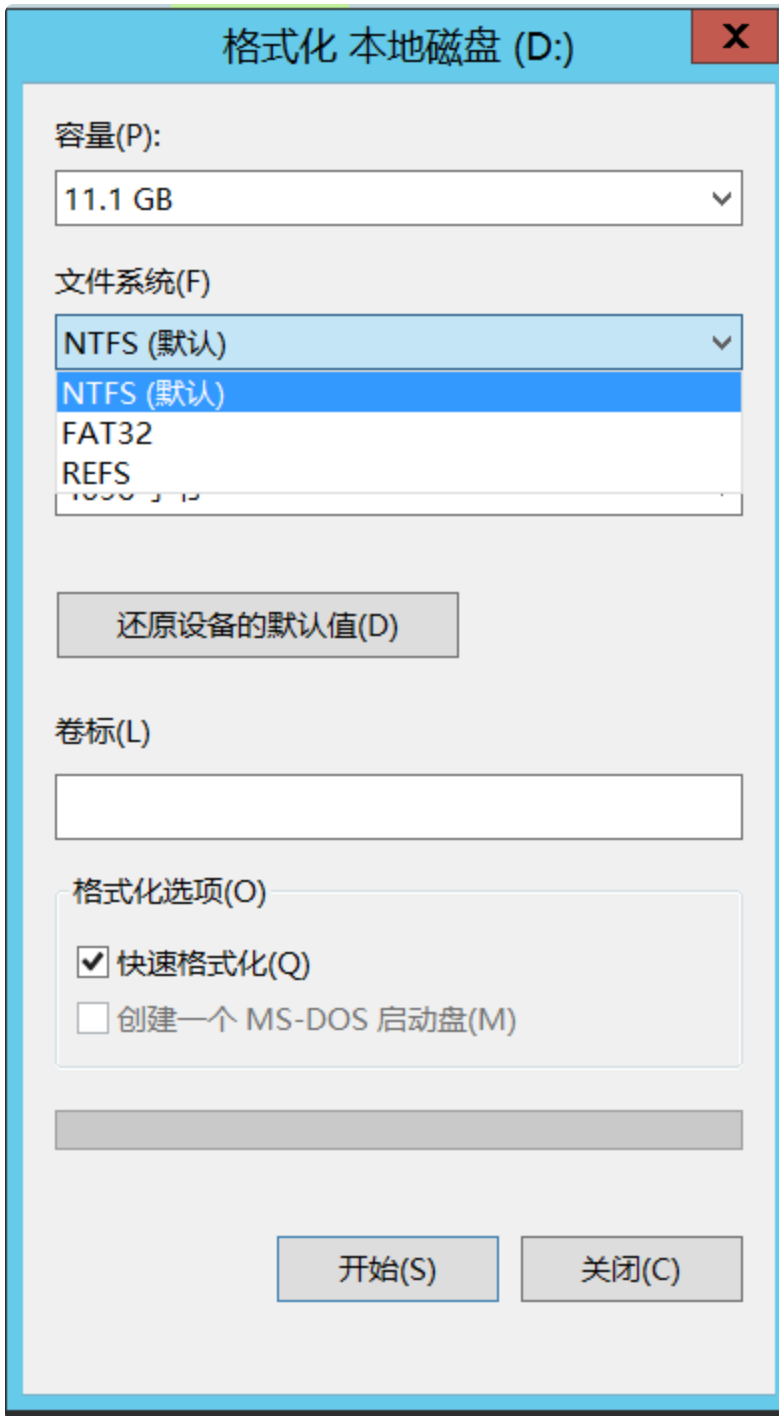 格式化 本地磁盘 (D:)
容量(P):
11.1 GB
文件系统(F)
NTFS (默认)
NTFS (默认)
FAT32
REFS
还原设备的默认值(D)
卷标(L)
格式化选项(O)
快速格式化(Q)
创建一个 MS-DOS 启动盘(M)
开始(S)
关闭(C)